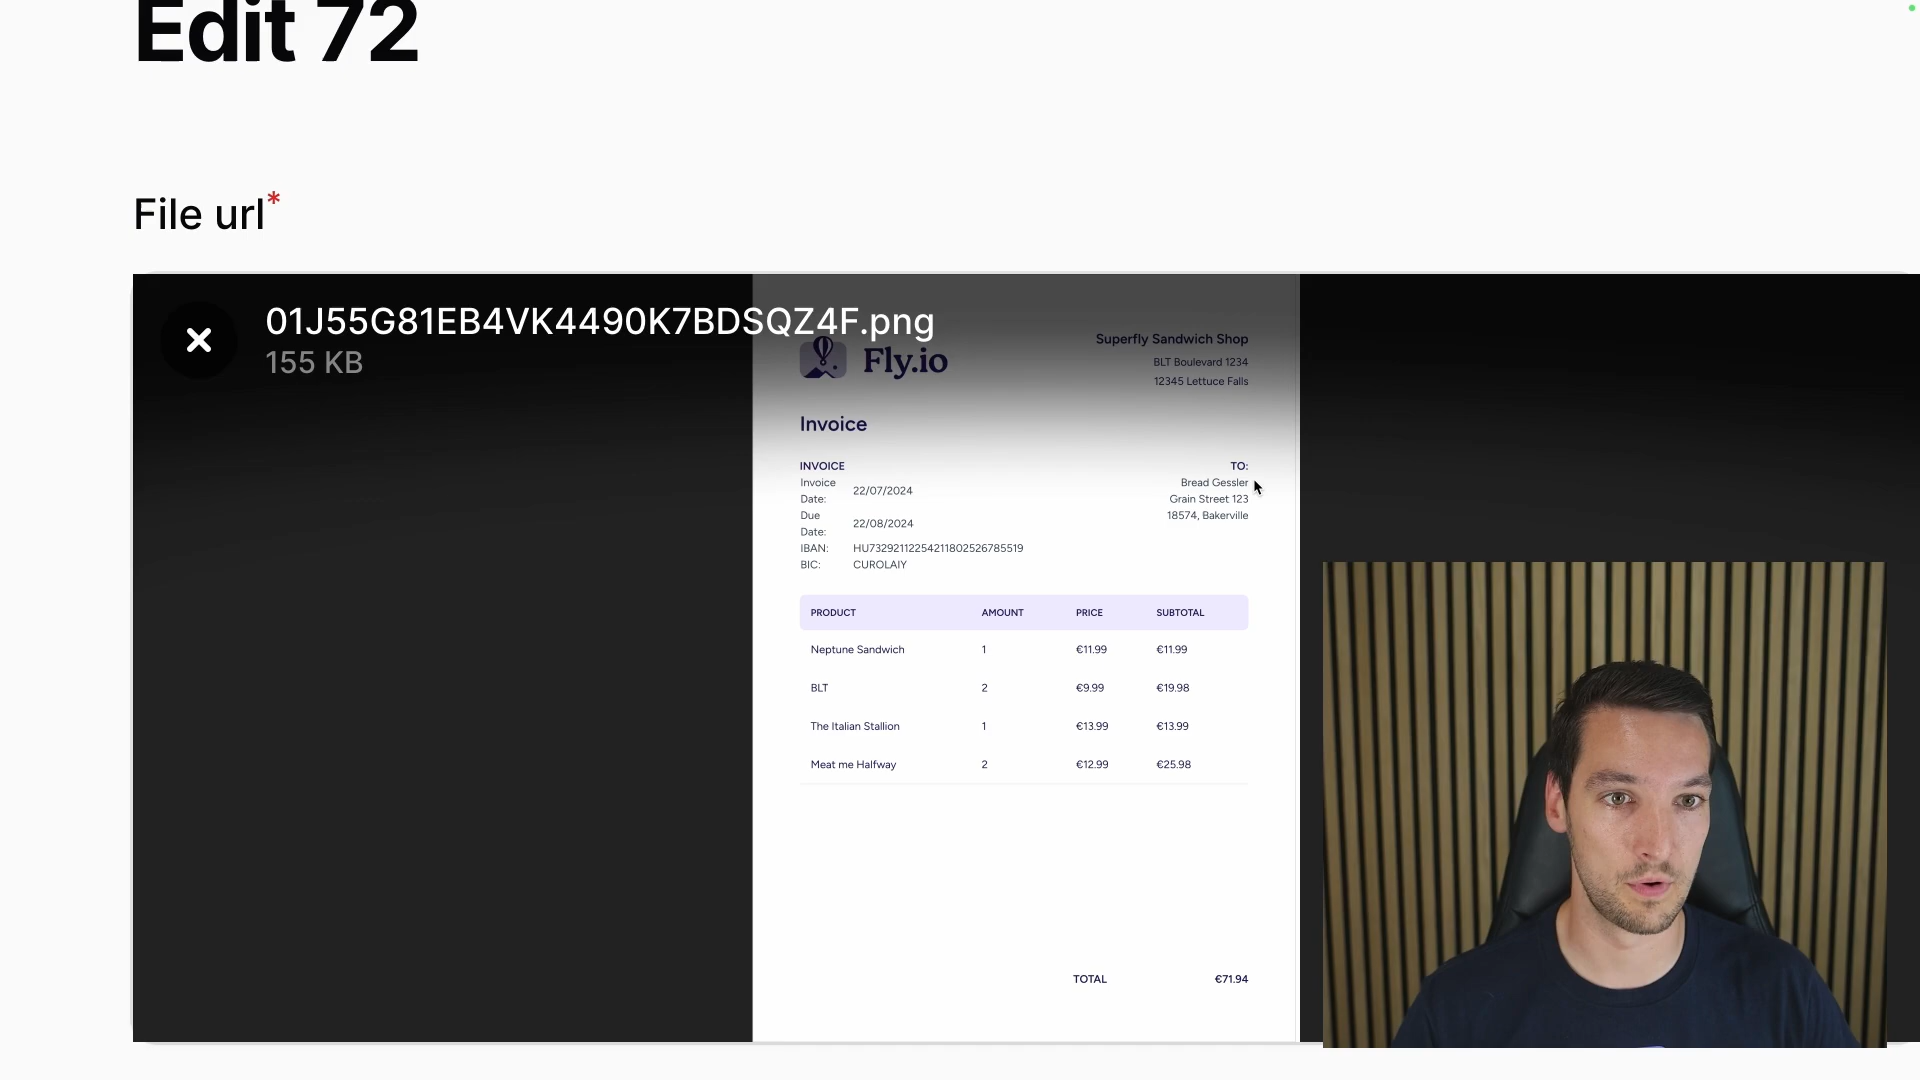 Edit 72
File url*
01J55G81EB4VK4490K7BDSQZ4F.png
155 KB
Fly.io
Superfly Sandwich Shop
BLT Boulevard 1234
12345 Lettuce Falls
Invoice
INVOICE
Invoice Date: 22/07/2024
Due Date: 22/08/2024
IBAN: HU73292112254211802526785519
BIC: CUROLAIY
TO:
Bread Gessler
Grain Street 123
18574, Bakerville
PRODUCT AMOUNT PRICE SUBTOTAL
Neptune Sandwich 1 €11.99 €11.99
BLT 2 €9.99 €19.98
The Italian Stallion 1 €13.99 €13.99
Meat me Halfway 2 €12.99 €25.98
TOTAL €71.94